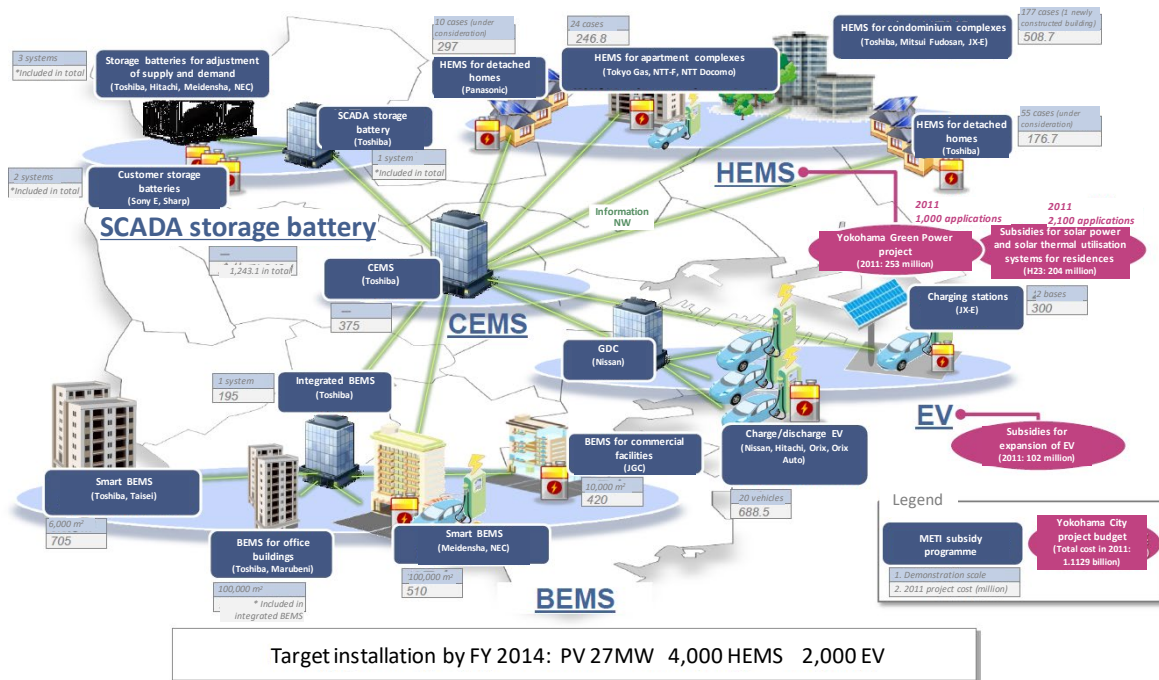 3 systems
*Included in total
Storage batteries for adjustment
of supply and demand
(Toshiba, Hitachi, Meidensha, NEC)
10 cases (under
consideration)
297
24 cases
246.8
177 cases (1 newly
constructed building)
508.7
HEMS for condominium complexes
(Toshiba, Mitsui Fudosan, JX-E)
HEMS for detached
homes
(Panasonic)
HEMS for apartment complexes
(Tokyo Gas, NTT-F, NTT Docomo)
SCADA storage
battery
(Toshiba)
1 system
*Included in total
55 cases (under
consideration)
176.7
HEMS for detached
homes
(Toshiba)
2 systems
*Included in total
Customer storage
batteries
(Sony E, Sharp)
HEMS
SCADA storage battery
Information
NW
2011
1,000 applications
2011
2,100 applications
Yokohama Green Power
project
(2011: 253 million)
Subsidies for solar power
and solar thermal utilisation
systems for residences
(H23: 204 million)
1,243.1 in total
CEMS
(Toshiba)
375
CEMS
Charging stations
(JX-E)
2 bases
300
GDC
(Nissan)
1 system
195
Integrated BEMS
(Toshiba)
EV
Subsidies for
expansion of EV
(2011: 102 million)
BEMS for commercial
facilities
(JGC)
10,000 m²
420
Charge/discharge EV
(Nissan, Hitachi, Orix, Orix
Auto)
20 vehicles
688.5
Smart BEMS
(Toshiba, Taisei)
6,000 m²
705
BEMS for office
buildings
(Toshiba, Marubeni)
100,000 m²
* Included in
integrated BEMS
Smart BEMS
(Meidensha, NEC)
100,000 m²
510
BEMS
Legend
METI subsidy
programme
1. Demonstration scale
2. 2011 project cost (million)
Yokohama City
project budget
(Total cost in 2011:
1.1129 billion)
Target installation by FY 2014: PV 27MW 4,000 HEMS 2,000 EV